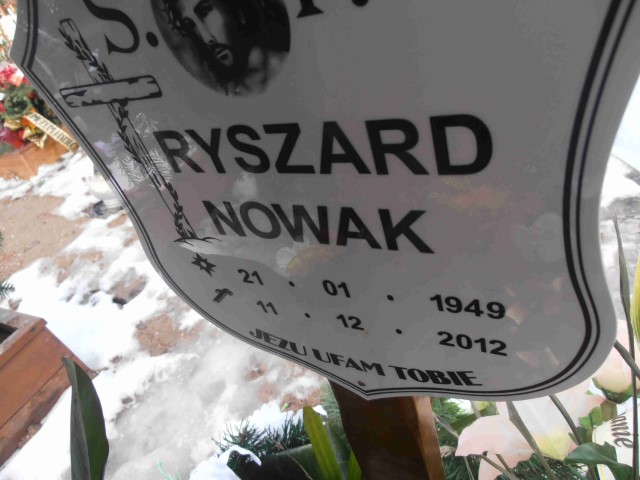 Ś. P.
RYSZARD
NOWAK
21 . 01 . 1949
11 . 12 . 2012
JEZU UFAM TOBIE